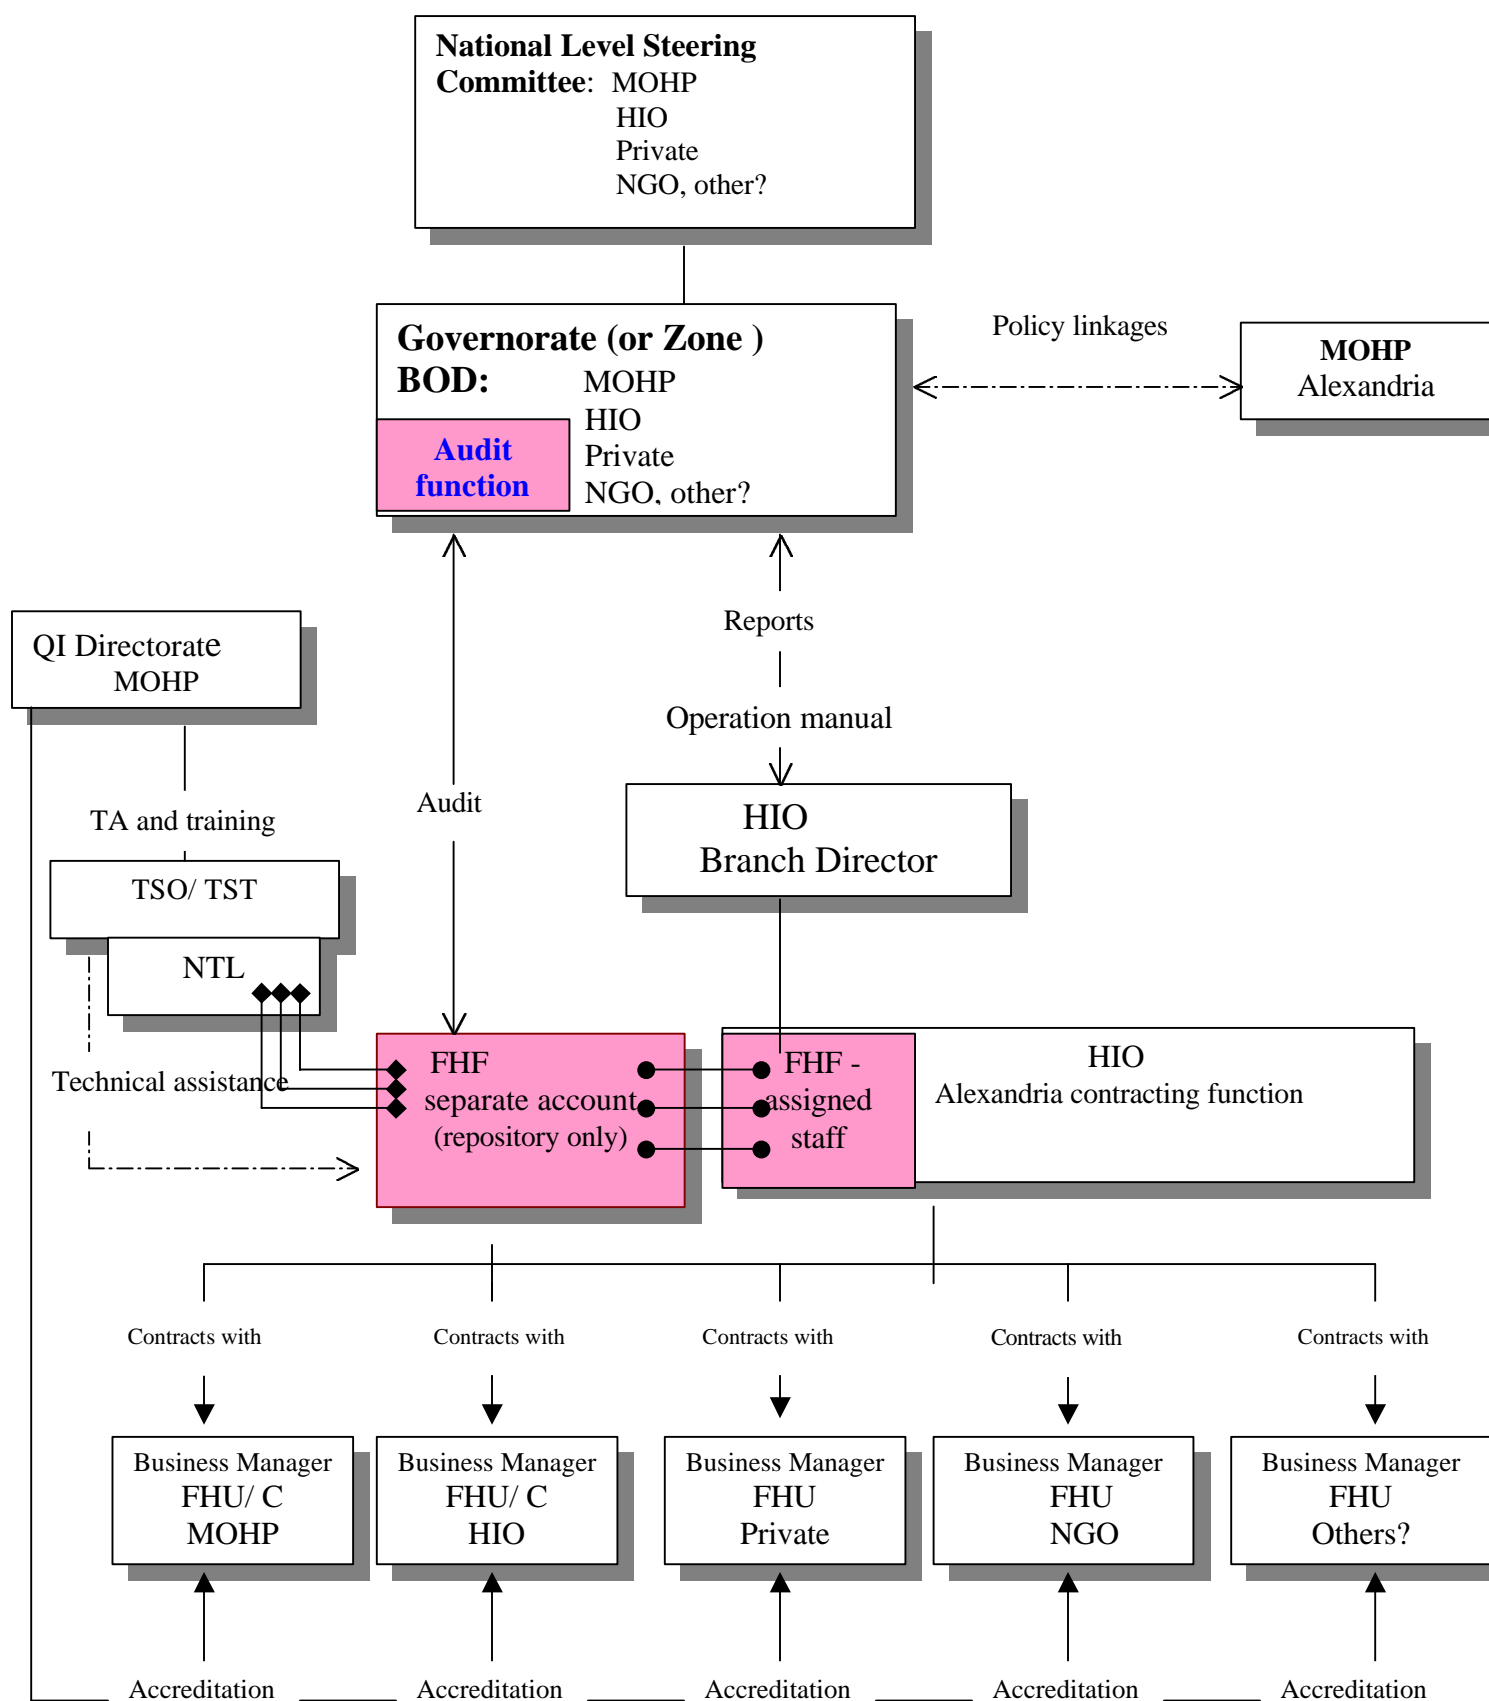 National Level Steering
Committee: MOHP
HIO
Private
NGO, other?
Governorate (or Zone )
BOD: MOHP
HIO
Private
NGO, other?
Audit
function
Policy linkages
MOHP
Alexandria
QI Directorate
MOHP
Reports
Operation manual
Audit
TA and training
HIO
Branch Director
TSO/ TST
NTL
Technical assistance
FHF
separate account
(repository only)
FHF -
assigned
staff
HIO
Alexandria contracting function
Contracts with
Contracts with
Contracts with
Contracts with
Contracts with
Business Manager
FHU/ C
MOHP
Business Manager
FHU/ C
HIO
Business Manager
FHU
Private
Business Manager
FHU
NGO
Business Manager
FHU
Others?
Accreditation
Accreditation
Accreditation
Accreditation
Accreditation